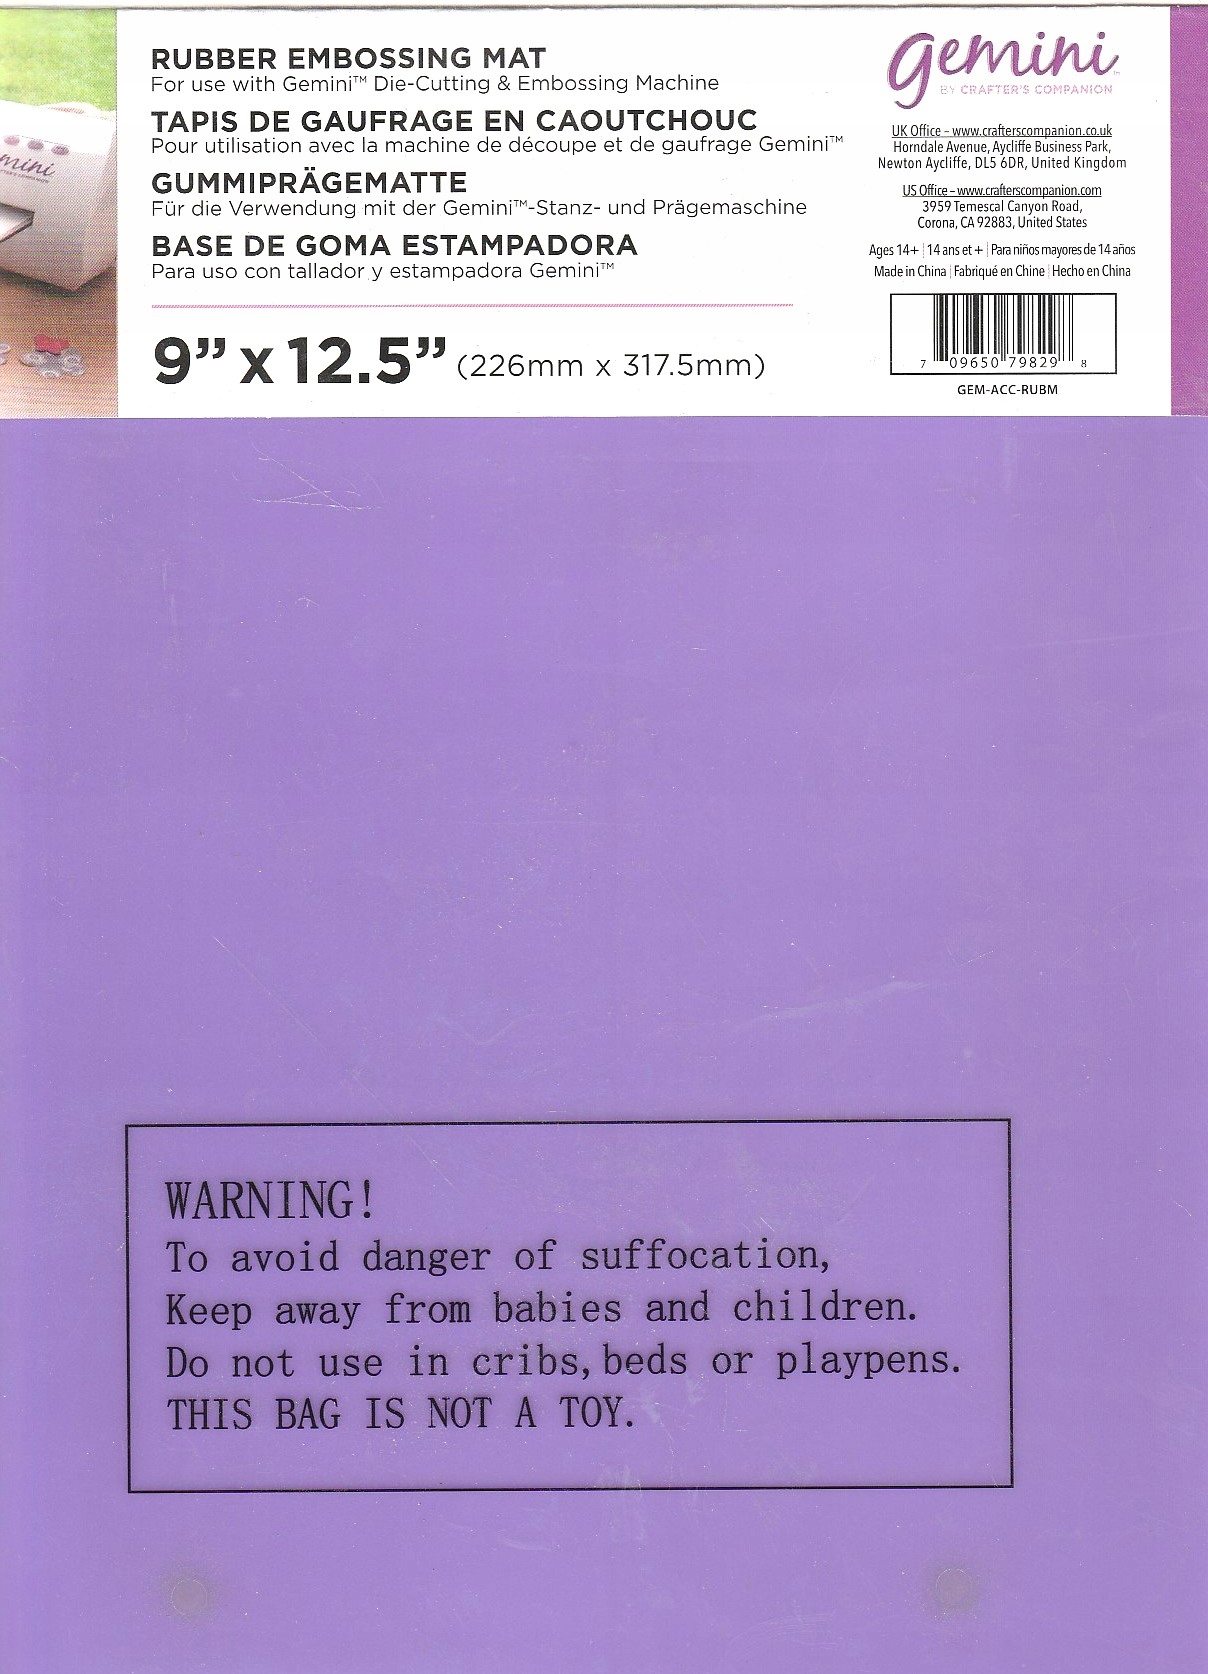 RUBBER EMBOSSING MAT
For use with Gemini™ Die-Cutting & Embossing Machine
TAPIS DE GAUFRAGE EN CAOUTCHOUC
Pour utilisation avec la machine de découpe et de gaufrage Gemini™
GUMMIPRÄGEMATTE
Für die Verwendung mit der Gemini™-Stanz- und Prägemaschine
BASE DE GOMA ESTAMPADORA
Para uso con tallador y estampadora Gemini™
9” x 12.5” (226mm x 317.5mm)
gemini™
BY CRAFTER'S COMPANION
UK Office – www.crafterscompanion.co.uk
Horndale Avenue, Aycliffe Business Park,
Newton Aycliffe, DL5 6DR, United Kingdom
US Office – www.crafterscompanion.com
3959 Temescal Canyon Road,
Corona, CA 92883, United States
Ages 14+ | 14 ans et + | Para niños mayores de 14 años
Made in China | Fabriqué en Chine | Hecho en China
7 09650 79829 8
GEM-ACC-RUBM
WARNING!
To avoid danger of suffocation,
Keep away from babies and children.
Do not use in cribs, beds or playpens.
THIS BAG IS NOT A TOY.